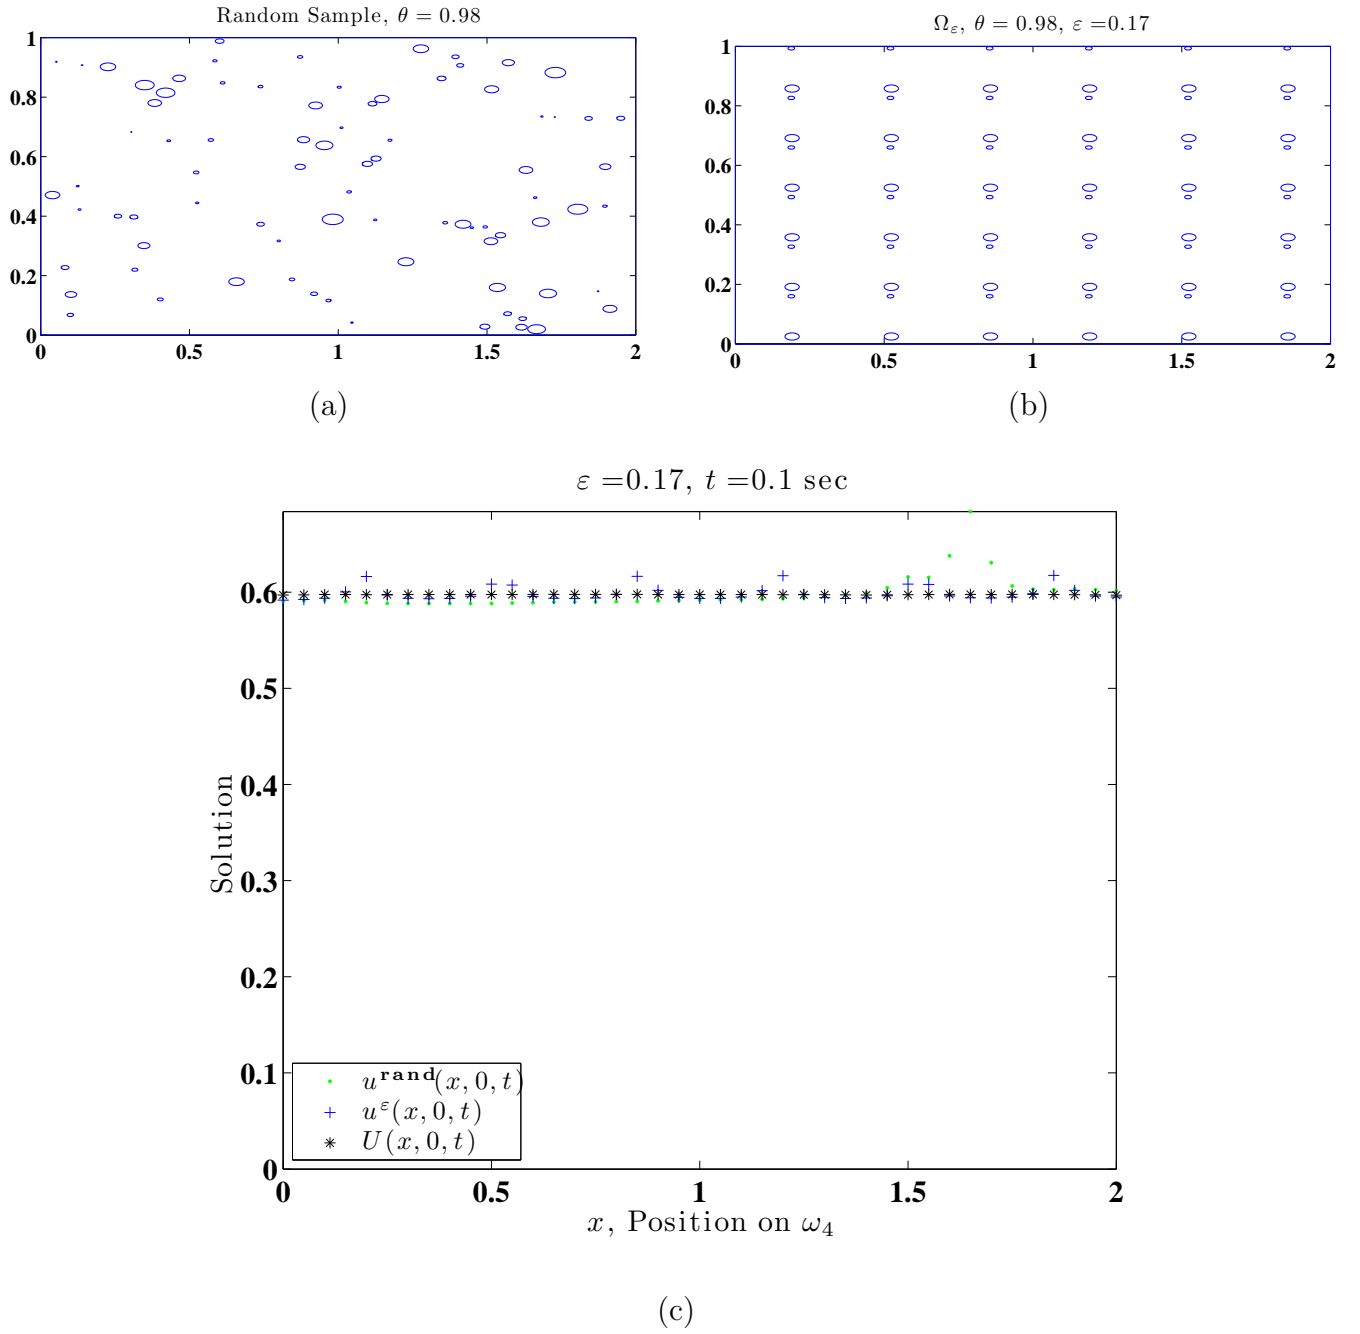 Random Sample, θ = 0.98
1
0.8
0.6
0.4
0.2
0
0 0.5 1 1.5 2
(a)
Ω_ε, θ = 0.98, ε =0.17
1
0.8
0.6
0.4
0.2
0
0 0.5 1 1.5 2
(b)
ε =0.17, t =0.1 sec
0.6
0.5
0.4
0.3
0.2
0.1
0
Solution
u^rand(x, 0, t)
u^ε(x, 0, t)
U(x, 0, t)
0 0.5 1 1.5 2
x, Position on ω_4
(c)